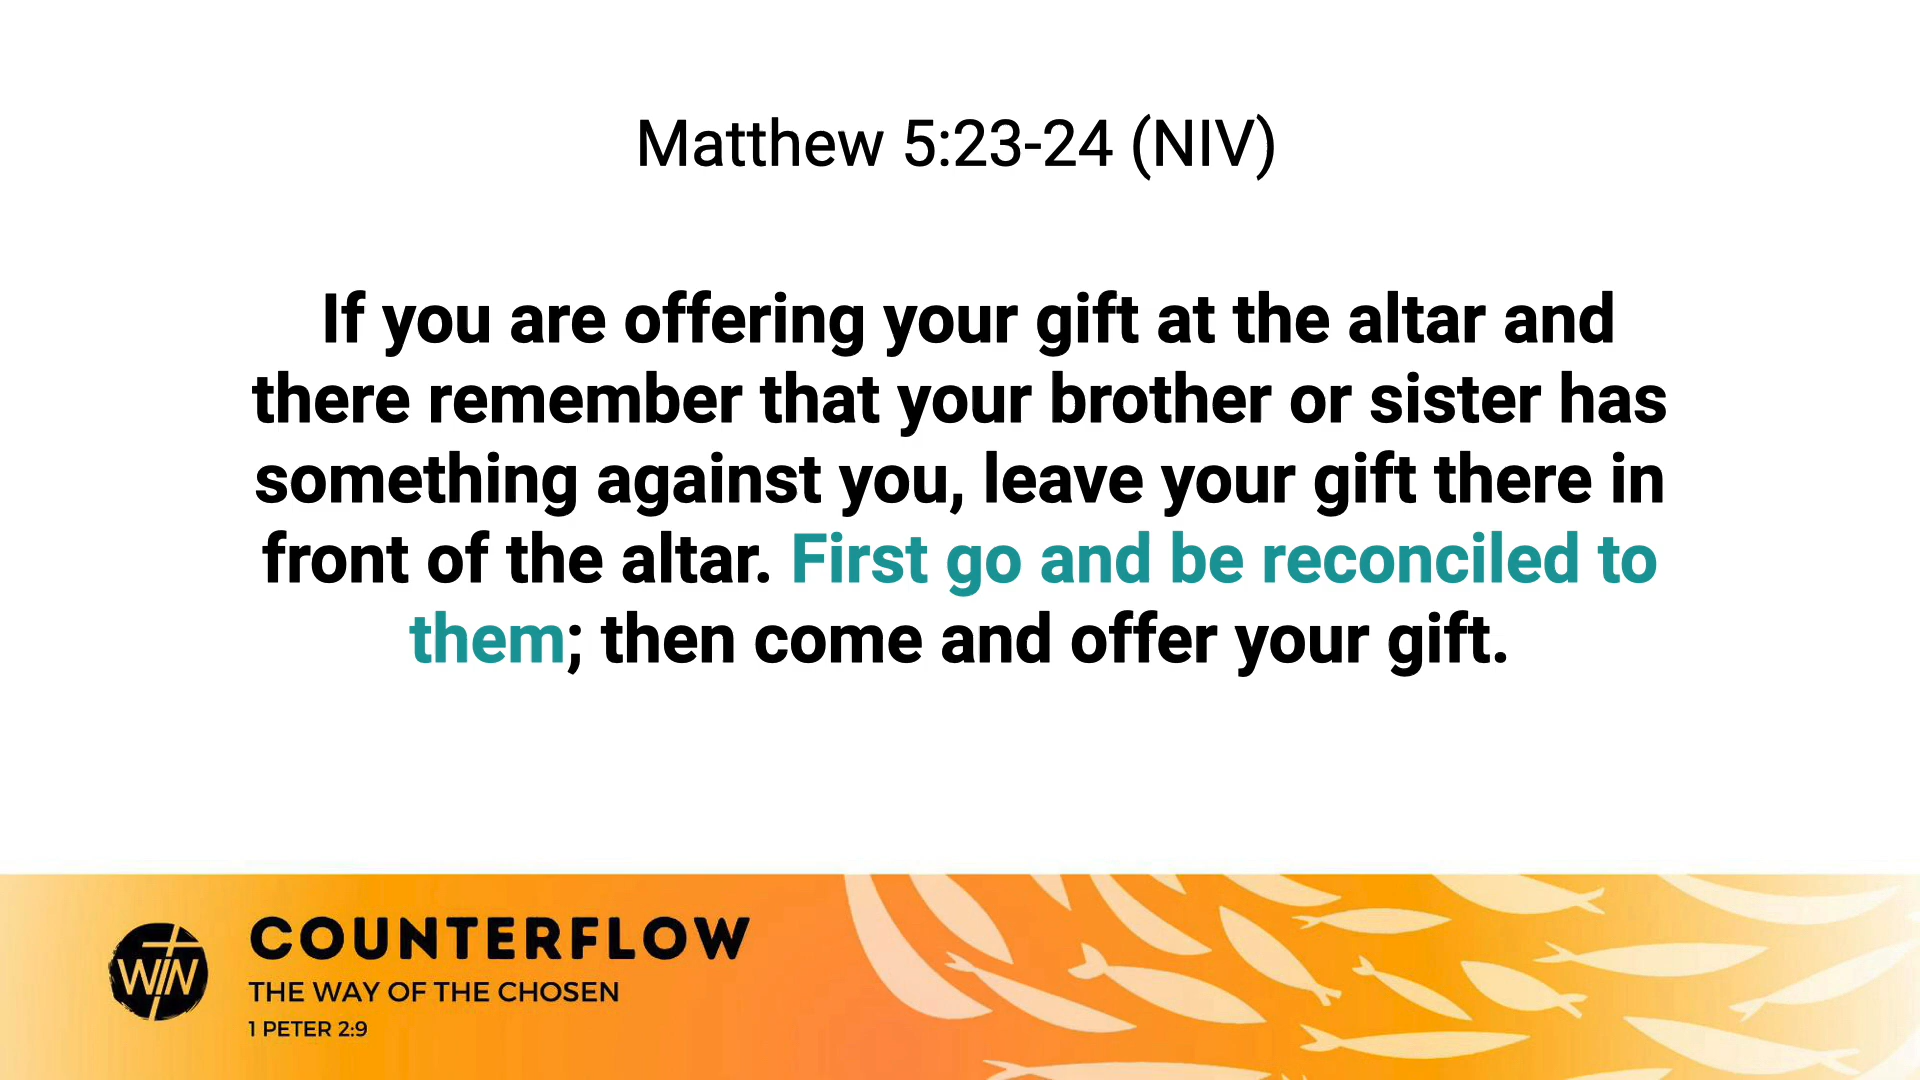 Matthew 5:23-24 (NIV)
If you are offering your gift at the altar and
there remember that your brother or sister has
something against you, leave your gift there in
front of the altar. First go and be reconciled to
them; then come and offer your gift.
WIN
COUNTERFLOW
THE WAY OF THE CHOSEN
1 PETER 2:9